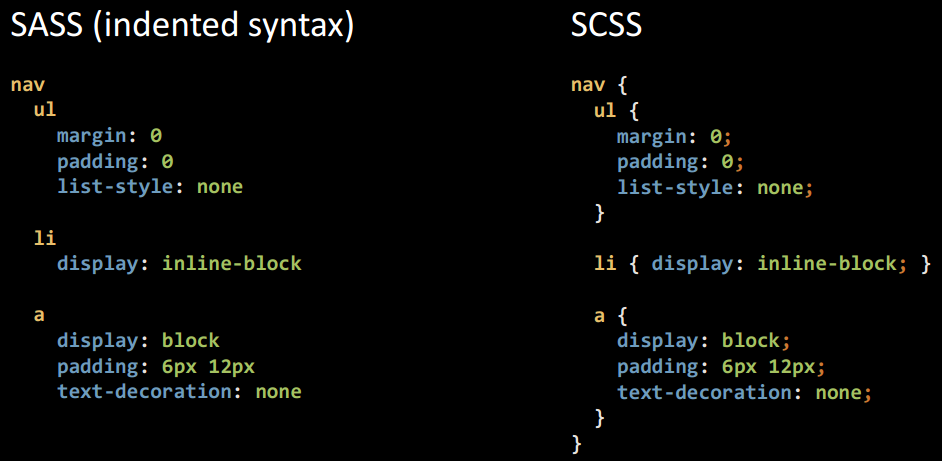 SASS (indented syntax)
nav
  ul
    margin: 0
    padding: 0
    list-style: none
  li
    display: inline-block
  a
    display: block
    padding: 6px 12px
    text-decoration: none
SCSS
nav {
  ul {
    margin: 0;
    padding: 0;
    list-style: none;
  }
  li { display: inline-block; }
  a {
    display: block;
    padding: 6px 12px;
    text-decoration: none;
  }
}